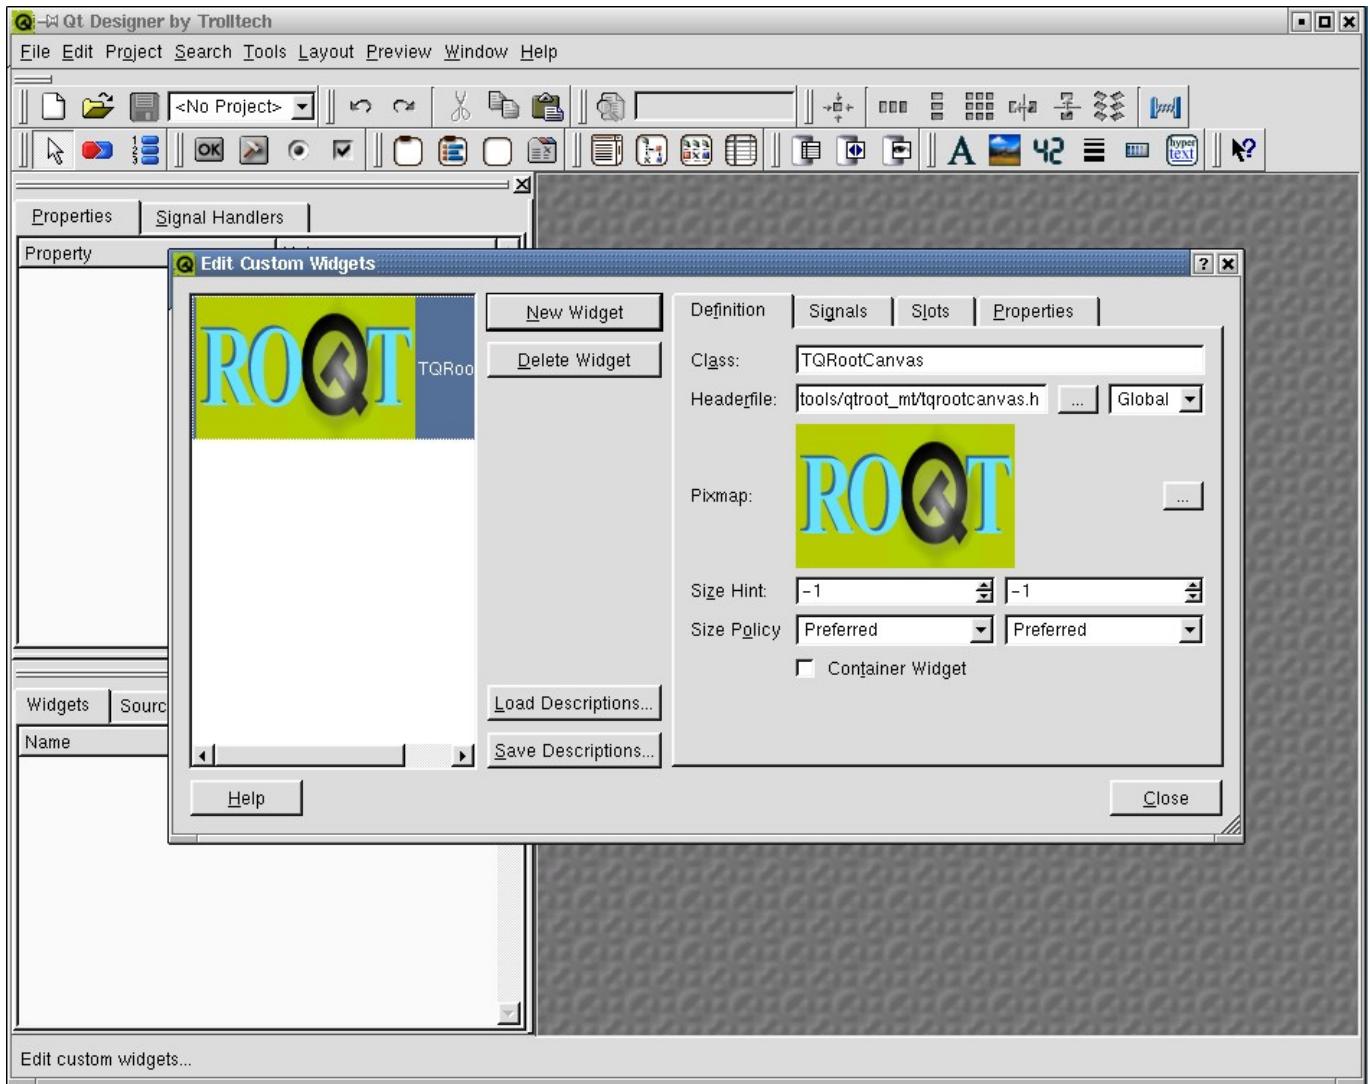 Qt Designer by Trolltech
File Edit Project Search Tools Layout Preview Window Help
<No Project>
1 2 3 OK A 42 hyper text ?
Properties Signal Handlers
Property
Edit Custom Widgets ?
ROQT TQRoo
New Widget
Delete Widget
Load Descriptions...
Save Descriptions...
Definition Signals Slots Properties
Class: TQRootCanvas
Headerfile: tools/qtroot_mt/tqrootcanvas.h ... Global
Pixmap: ROQT ...
Size Hint: -1 -1
Size Policy Preferred Preferred
Container Widget
Help Close
Widgets Sourc
Name
Edit custom widgets...